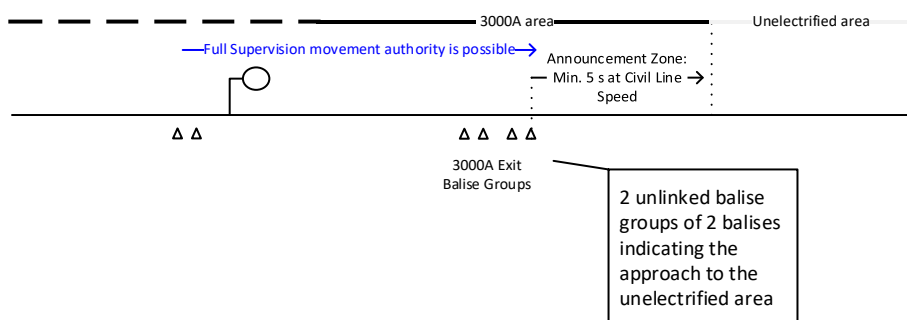 3000A area
Unelectrified area
Full Supervision movement authority is possible
Announcement Zone:
Min. 5 s at Civil Line
Speed
3000A Exit
Balise Groups
2 unlinked balise
groups of 2 balises
indicating the
approach to the
unelectrified area